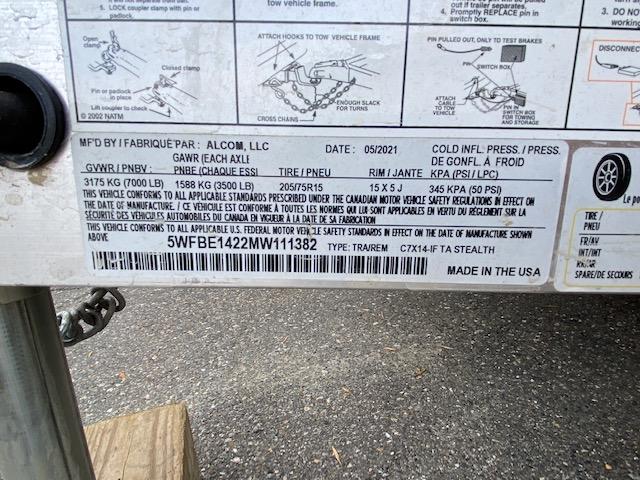 5. LOCK coupler clamp with pin or padlock.
tow vehicle frame.
out if trailer separates.
4. Promptly REPLACE pin in switch box.
3. DO NO
working
Open clamp
Closed clamp
Pin or padlock in place
Lift coupler to check
© 2002 NATM
ATTACH HOOKS TO TOW VEHICLE FRAME
ENOUGH SLACK FOR TURNS
CROSS CHAINS
PIN PULLED OUT, ONLY TO TEST BRAKES
PIN
SWITCH BOX
ATTACH CABLE TO TOW VEHICLE
PIN IN SWITCH BOX FOR TOWING AND STORAGE
DISCONNEC
MF'D BY / FABRIQUÉ PAR : ALCOM, LLC DATE : 05/2021 COLD INFL. PRESS. / PRESS.
GAWR (EACH AXLE) DE GONFL. À FROID
GVWR / PNBV : PNBE (CHAQUE ESSI TIRE / PNEU RIM / JANTE KPA (PSI / LPC)
3175 KG (7000 LB) 1588 KG (3500 LB) 205/75R15 15 X 5 J 345 KPA (50 PSI)
THIS VEHICLE CONFORMS TO ALL APPLICABLE STANDARDS PRESCRIBED UNDER THE CANADIAN MOTOR VEHICLE SAFETY REGULATIONS IN EFFECT ON
THE DATE OF MANUFACTURE / CE VÉHICULE EST CONFORME À TOUTES LES NORMES QUI LUI SONT APPLICABLES EN VERTU DU RÈGLEMENT SUR LA
SÉCURITÉ DES VÉHICULES AUTOMOBILES DU CANADA EN VIGUEUR À LA DATE DE SA FABRICATION
THIS VEHICLE CONFORMS TO ALL APPLICABLE U.S. FEDERAL MOTOR VEHICLE SAFETY STANDARDS IN EFFECT ON THE DATE OF MANUFACTURE SHOWN
ABOVE 5WFBE1422MW111382 TYPE: TRA/REM C7X14-IF TA STEALTH
MADE IN THE USA
TIRE / PNEU
FR/AV
INT/INT
RR/AR
SPARE/DE SECOURS